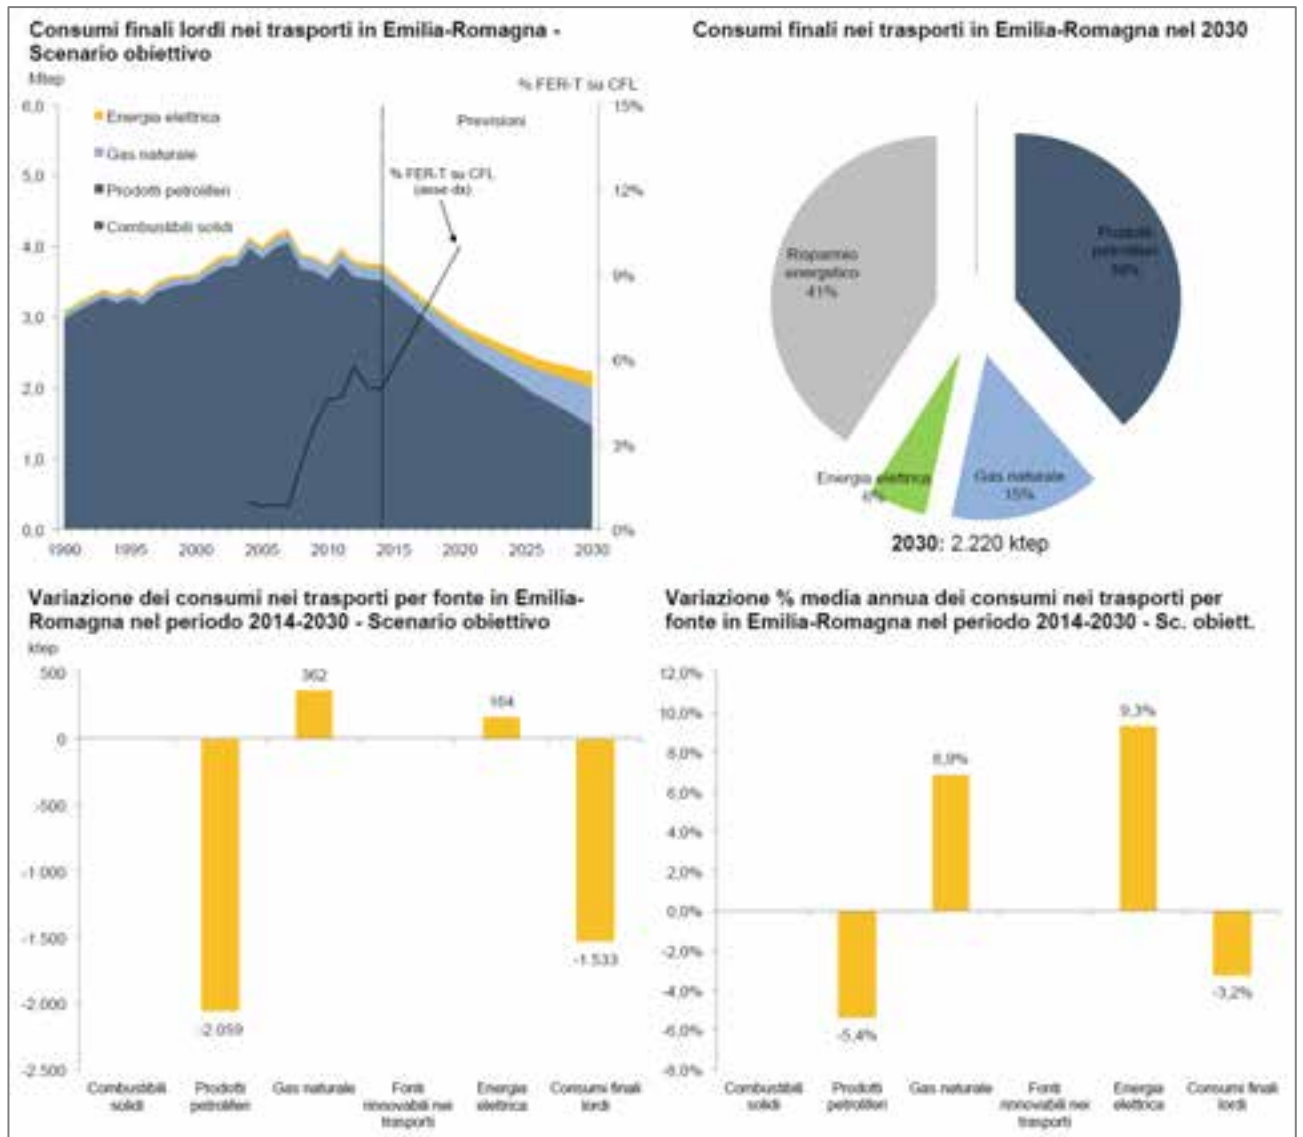 Consumi finali lordi nei trasporti in Emilia-Romagna -
Scenario obiettivo
Mtep
% FER-T su CFL
6,0
5,0
4,0
3,0
2,0
1,0
0,0
15%
12%
9%
6%
3%
0%
Energia elettrica
Gas naturale
Prodotti petroliferi
Combustibili solidi
Previsioni
% FER-T su CFL
(asse dx)
1990 1995 2000 2005 2010 2015 2020 2025 2030
Consumi finali nei trasporti in Emilia-Romagna nel 2030
Prodotti
petroliferi
Risparmio
energetico
41%
Energia elettrica
6%
Gas naturale
15%
2030: 2.220 ktep
Variazione dei consumi nei trasporti per fonte in Emilia-
Romagna nel periodo 2014-2030 - Scenario obiettivo
ktep
500
0
-500
-1.000
-1.500
-2.000
-2.500
362
-2.059
-1.533
Combustibili
solidi
Prodotti
petroliferi
Gas naturale
Fonti
rinnovabili nei
trasporti
Energia
elettrica
Consumi finali
lordi
Variazione % media annua dei consumi nei trasporti per
fonte in Emilia-Romagna nel periodo 2014-2030 - Sc. obiett.
12,0%
10,0%
8,0%
6,0%
4,0%
2,0%
0,0%
-2,0%
-4,0%
-6,0%
-8,0%
-5,4%
6,9%
9,3%
-3,2%
Combustibili
solidi
Prodotti
petroliferi
Gas naturale
Fonti
rinnovabili nei
trasporti
Energia
elettrica
Consumi finali
lordi